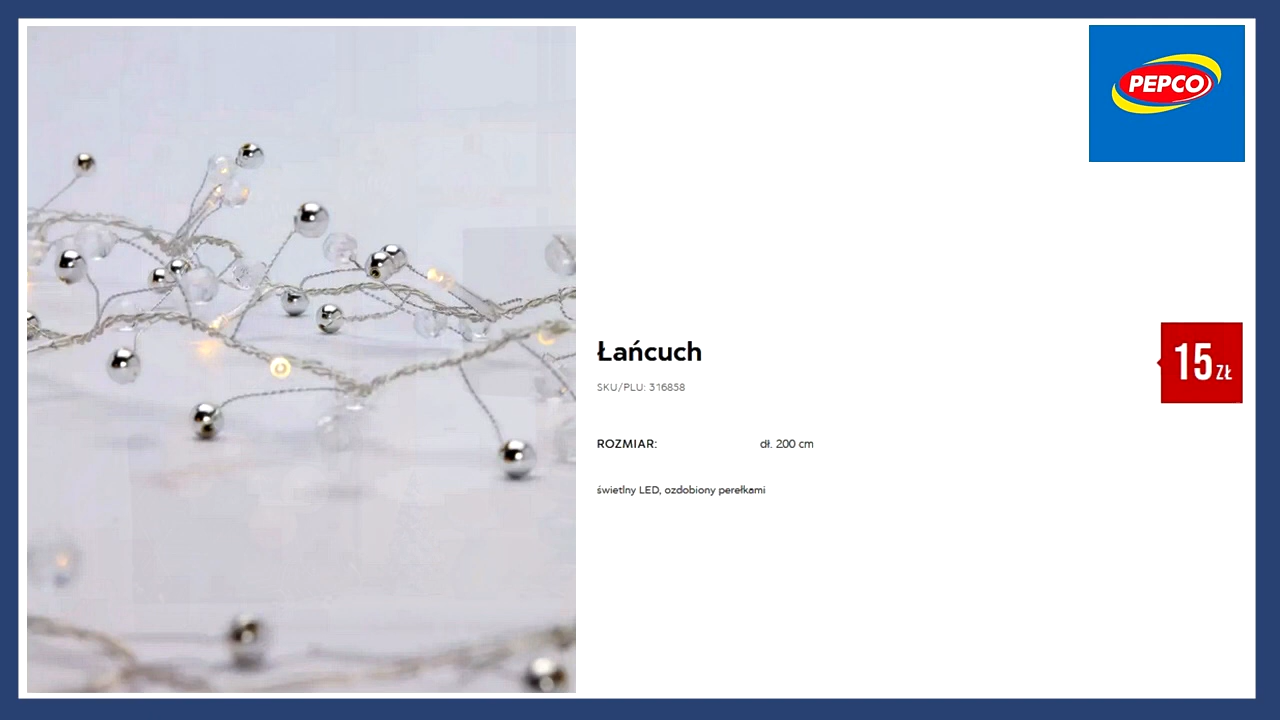 PEPCO
Łańcuch
15 ZŁ
SKU/PLU: 316858
ROZMIAR: dł. 200 cm
świetlny LED, ozdobiony perełkami